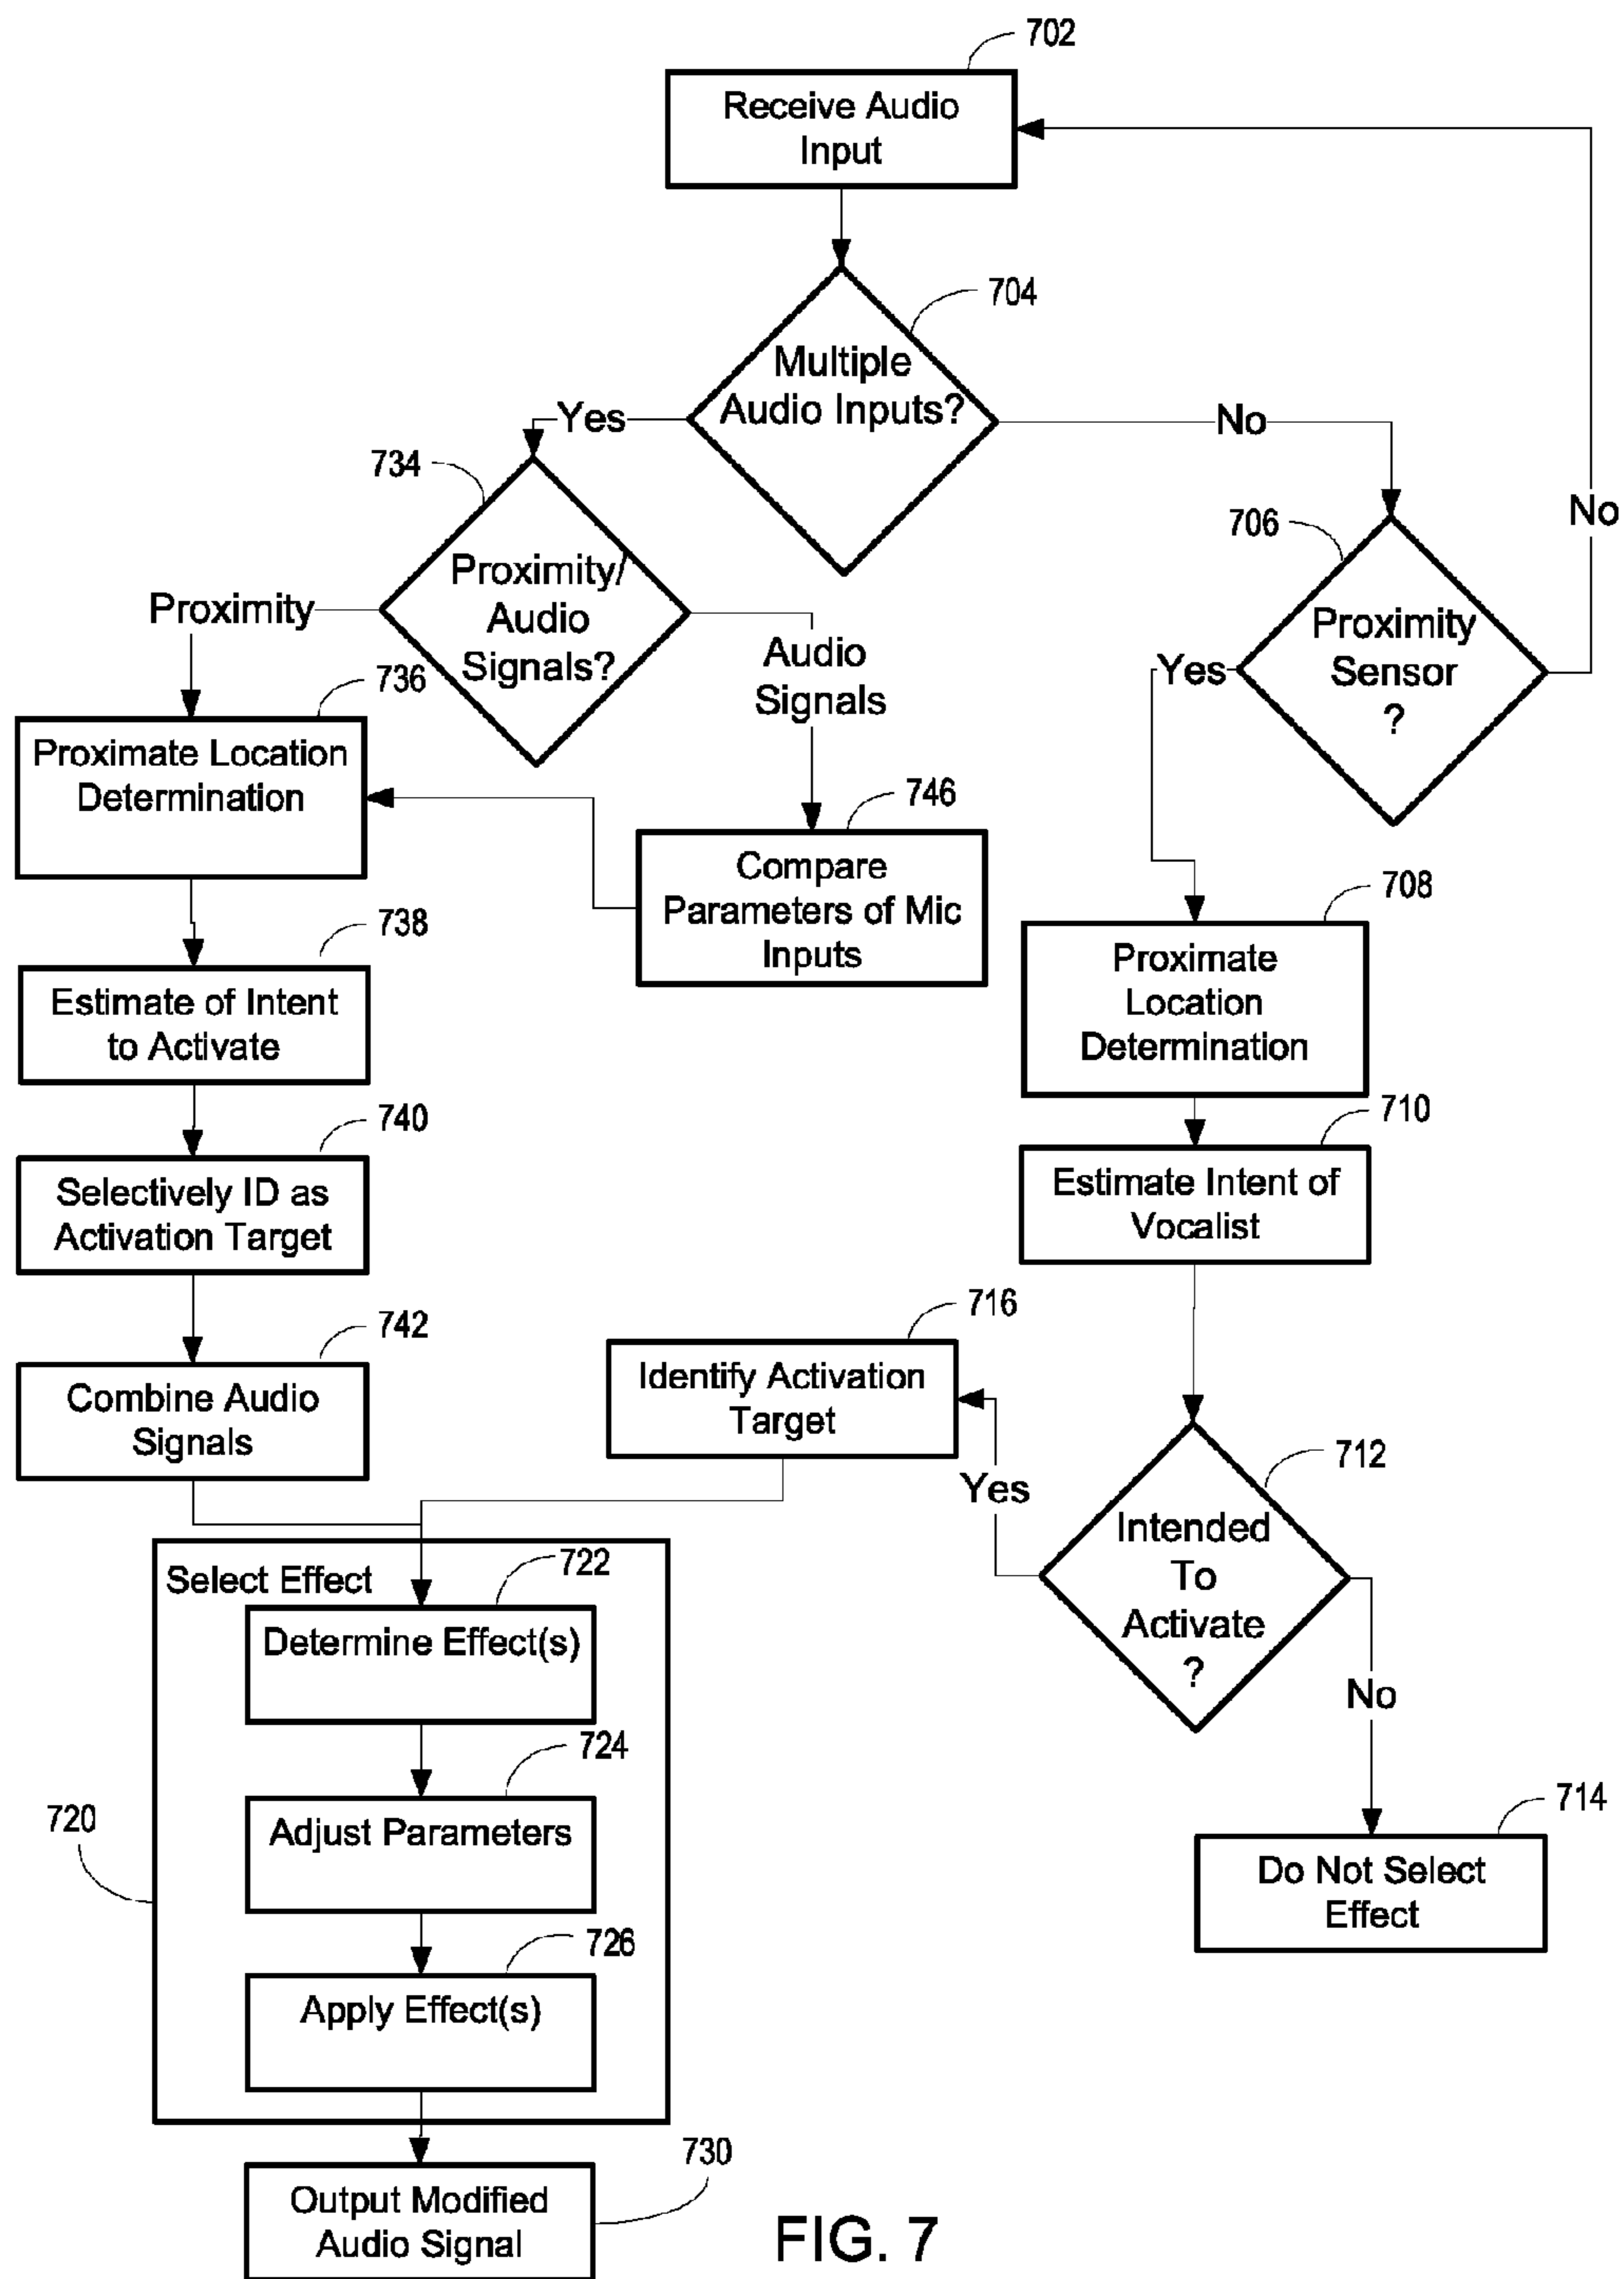 702
Receive Audio
Input
704
Multiple
Audio Inputs?
Yes
No
734
Proximity/
Audio
Signals?
706
Proximity
Sensor
?
No
Proximity
Audio
Signals
Yes
736
Proximate Location
Determination
746
Compare
Parameters of Mic
Inputs
708
Proximate
Location
Determination
738
Estimate of Intent
to Activate
710
Estimate Intent of
Vocalist
740
Selectively ID as
Activation Target
742
Combine Audio
Signals
716
Identify Activation
Target
Yes
712
Intended
To
Activate
?
No
714
Do Not Select
Effect
720
Select Effect
722
Determine Effect(s)
724
Adjust Parameters
726
Apply Effect(s)
730
Output Modified
Audio Signal
FIG. 7